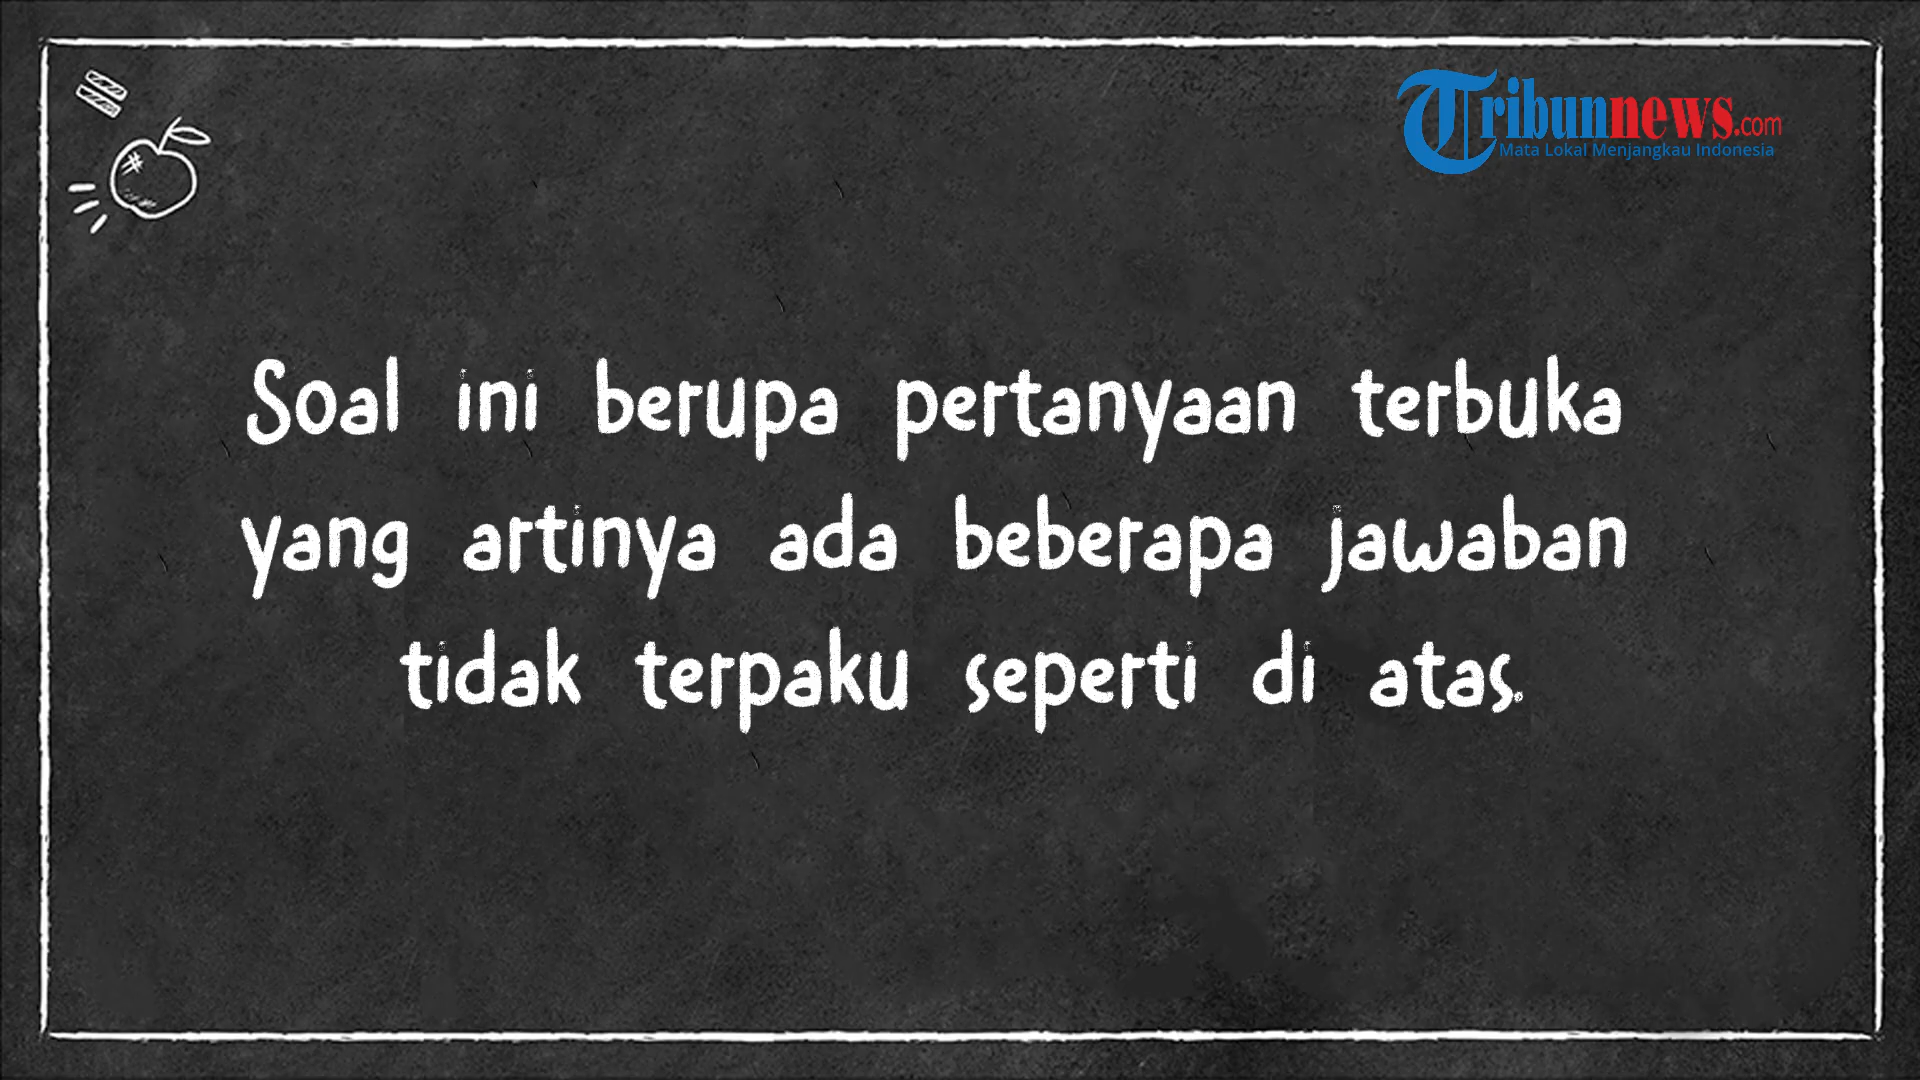 Tribunnews.com
Mata Lokal Menjangkau Indonesia
Soal ini berupa pertanyaan terbuka
yang artinya ada beberapa jawaban
tidak terpaku seperti di atas.